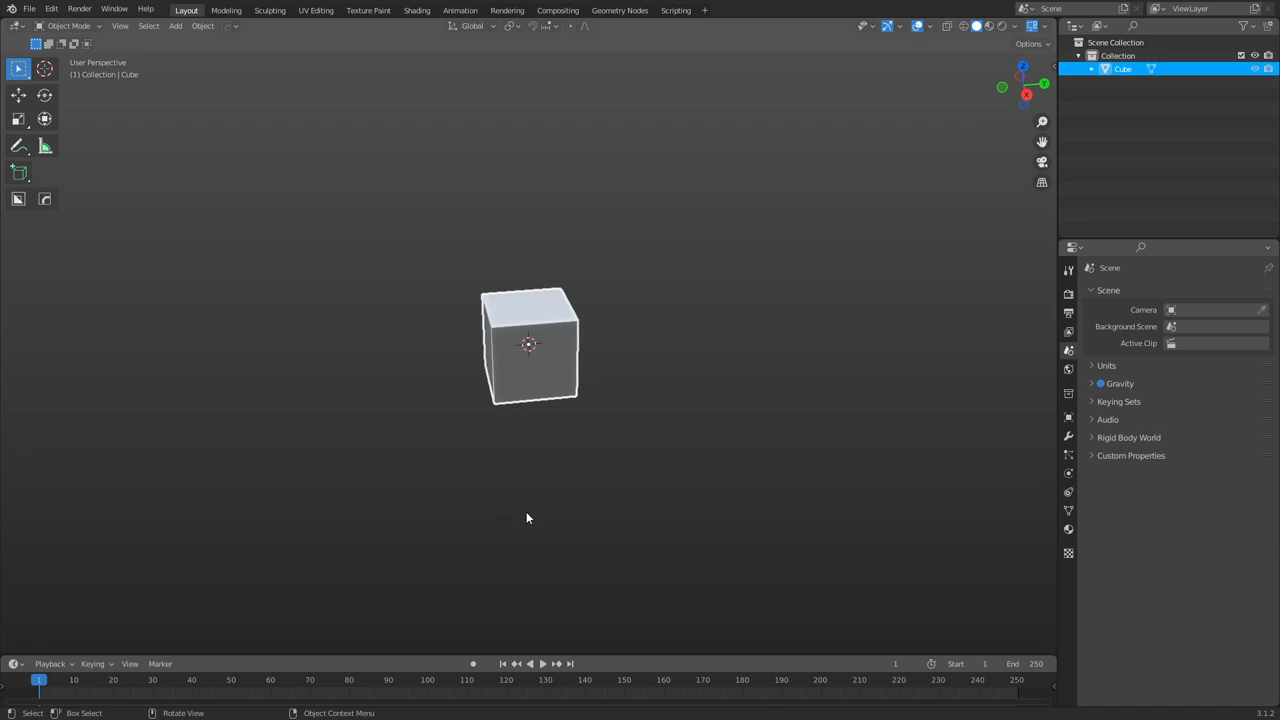 File Edit Render Window Help Layout Modeling Sculpting UV Editing Texture Paint Shading Animation Rendering Compositing Geometry Nodes Scripting + Scene ViewLayer
Object Mode View Select Add Object Global
Options
User Perspective
(1) Collection | Cube
Z
Y
X
Scene Collection
Collection
Cube
Scene
Scene
Camera
Background Scene
Active Clip
Units
Gravity
Keying Sets
Audio
Rigid Body World
Custom Properties
Playback Keying View Marker 1 Start 1 End 250
1 10 20 30 40 50 60 70 80 90 100 110 120 130 140 150 160 170 180 190 200 210 220 230 240 250
Select Box Select Rotate View Object Context Menu 3.1.2